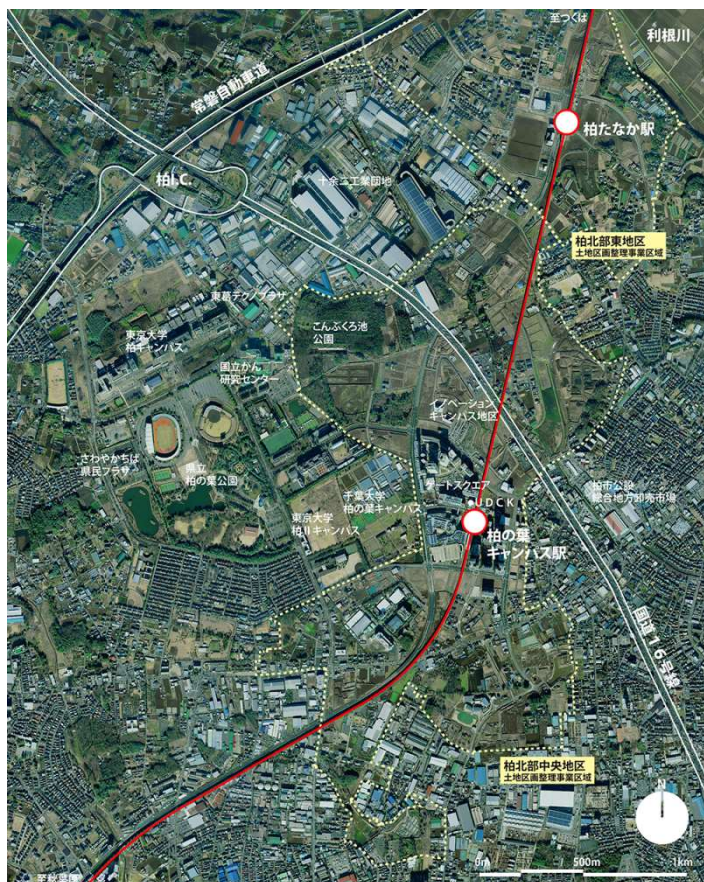 至つくば
利根川
常磐自動車道
柏たなか駅
柏I.C.
十余二工業団地
柏北部東地区
土地区画整理事業区域
東葛テクノプラザ
こんぶくろ池
公園
東京大学
柏キャンパス
国立がん
研究センター
イノベーション
キャンパス地区
さわやかちば
県民プラザ
県立
柏の葉公園
ゲートスクエア
柏市公設
総合地方卸売市場
千葉大学
柏の葉キャンパス
UDCK
東京大学
柏IIキャンパス
柏の葉
キャンパス駅
国道16号線
柏北部中央地区
土地区画整理事業区域
N
0m 500m 1km
至秋葉原